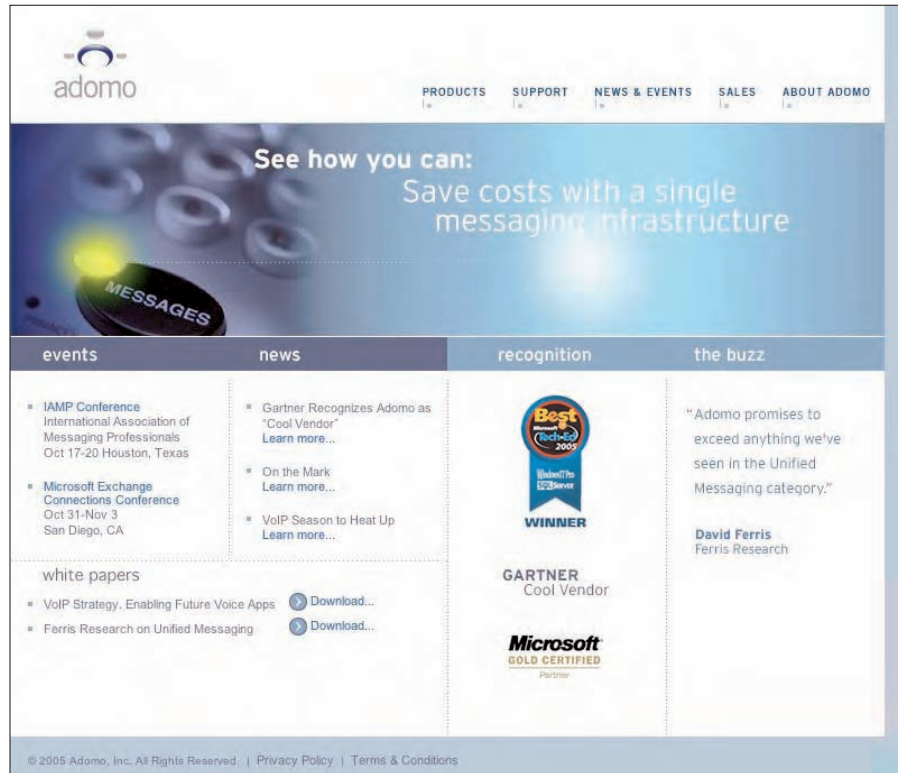 adomo
PRODUCTS SUPPORT NEWS & EVENTS SALES ABOUT ADOMO
See how you can:
Save costs with a single
messaging infrastructure
MESSAGES
PRIVACY
events
IAMP Conference
International Association of
Messaging Professionals
Oct 17-20 Houston, Texas
Microsoft Exchange
Connections Conference
Oct 31-Nov 3
San Diego, CA
news
Gartner Recognizes Adomo as
"Cool Vendor"
Learn more...
On the Mark
Learn more...
VoIP Season to Heat Up
Learn more...
white papers
VoIP Strategy. Enabling Future Voice Apps Download...
Ferris Research on Unified Messaging Download...
recognition
Best
Microsoft
Tech·Ed
2005
WindowsIT Pro
SQL SERVER
WINNER
GARTNER
Cool Vendor
Microsoft
GOLD CERTIFIED
Partner
the buzz
"Adomo promises to
exceed anything we've
seen in the Unified
Messaging category."
David Ferris
Ferris Research
© 2005 Adomo, Inc. All Rights Reserved. | Privacy Policy | Terms & Conditions